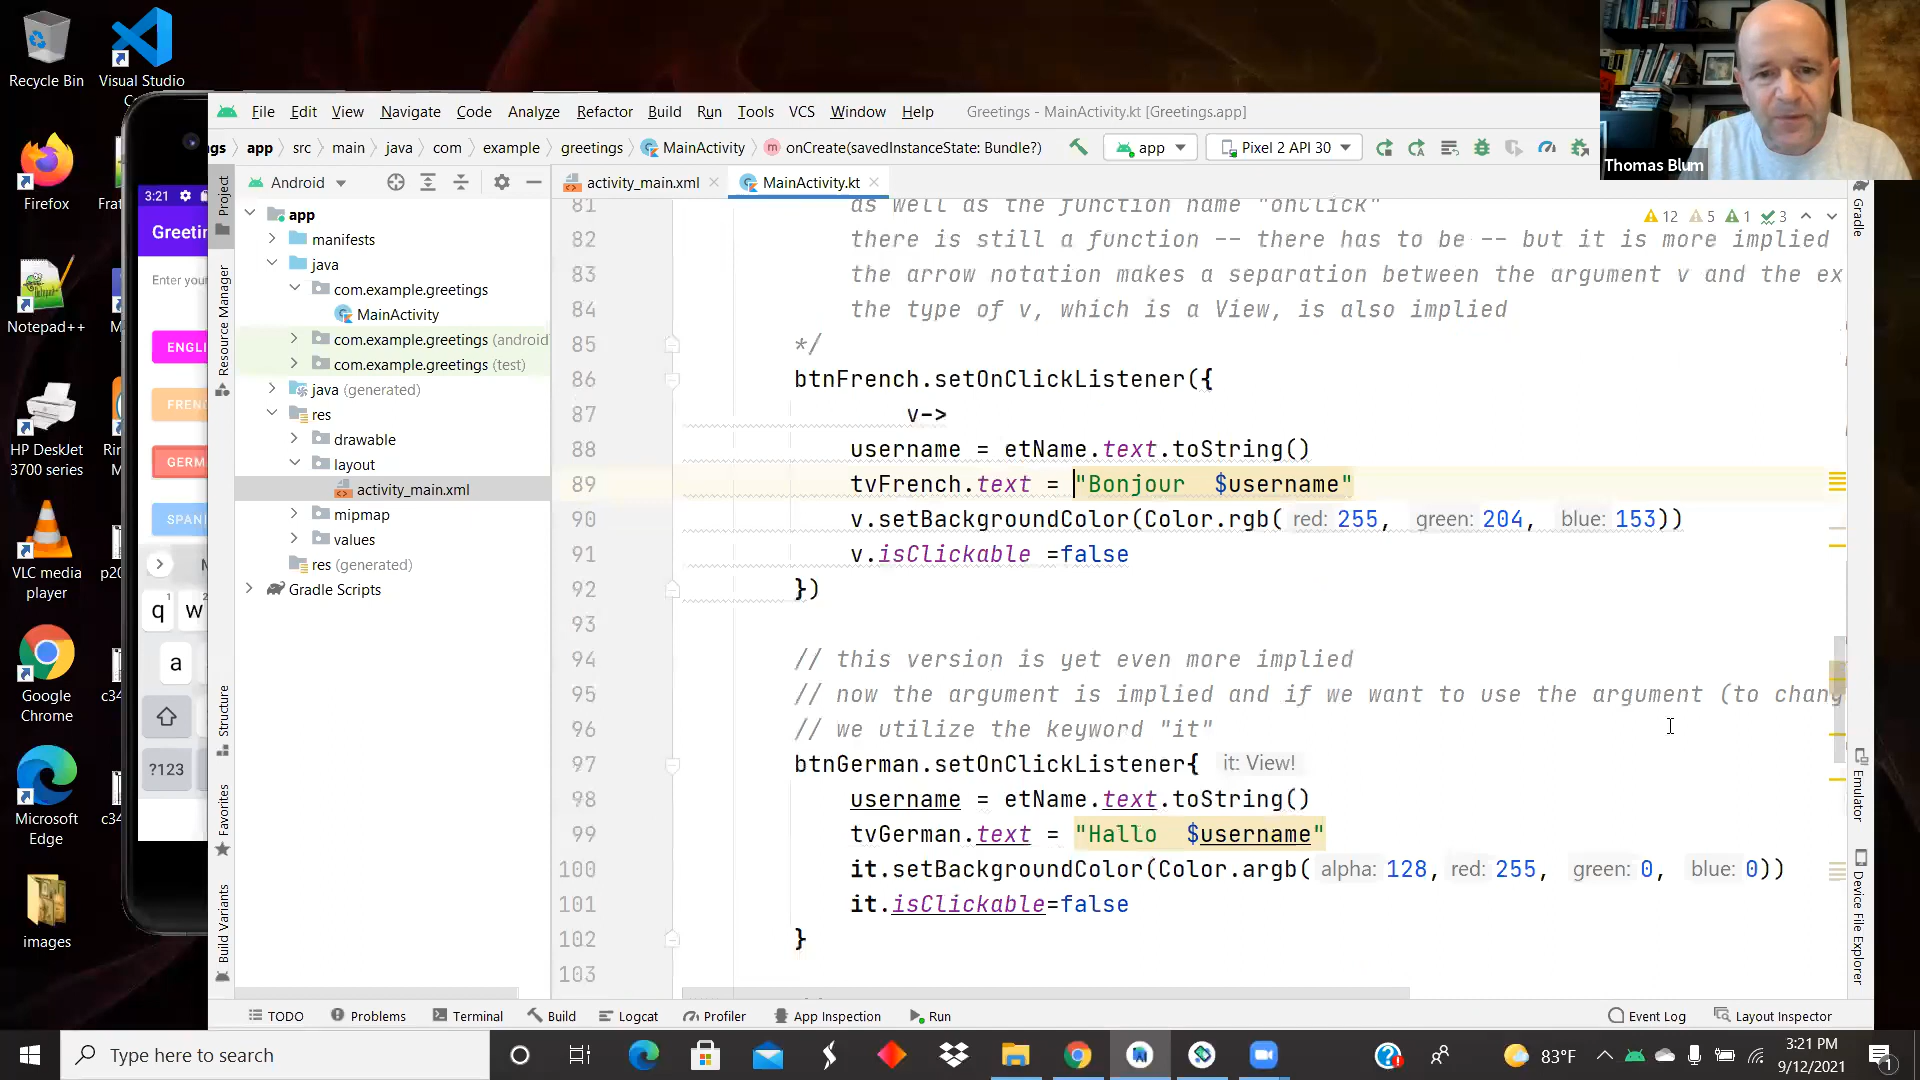 Recycle Bin
Visual Studio
Firefox
Notepad++
HP DeskJet
3700 series
VLC media
player
Google
Chrome
Microsoft
Edge
images
3:21
Greetin
Enter your
ENGLI
FRENC
GERM
SPANI
q w
a
?123
File Edit View Navigate Code Analyze Refactor Build Run Tools VCS Window Help Greetings - MainActivity.kt [Greetings.app]
gs app src main java com example greetings MainActivity onCreate(savedInstanceState: Bundle?) app Pixel 2 API 30
Thomas Blum
Project
Resource Manager
Structure
Favorites
Build Variants
Android
app
manifests
java
com.example.greetings
MainActivity
com.example.greetings (android
com.example.greetings (test)
java (generated)
res
drawable
layout
activity_main.xml
mipmap
values
res (generated)
Gradle Scripts
activity_main.xml MainActivity.kt
12 5 1 3
81 as well as the function name "onClick"
82 there is still a function -- there has to be -- but it is more implied
83 the arrow notation makes a separation between the argument v and the ex
84 the type of v, which is a View, is also implied
85 */
86 btnFrench.setOnClickListener({
87 v->
88 username = etName.text.toString()
89 tvFrench.text = "Bonjour  $username"
90 v.setBackgroundColor(Color.rgb( red: 255, green: 204, blue: 153))
91 v.isClickable =false
92 })
93
94 // this version is yet even more implied
95 // now the argument is implied and if we want to use the argument (to chang
96 // we utilize the keyword "it"
97 btnGerman.setOnClickListener{ it: View!
98 username = etName.text.toString()
99 tvGerman.text = "Hallo  $username"
100 it.setBackgroundColor(Color.argb( alpha: 128, red: 255, green: 0, blue: 0))
101 it.isClickable=false
102 }
103
Gradle
Emulator
Device File Explorer
TODO Problems Terminal Build Logcat Profiler App Inspection Run Event Log Layout Inspector
Type here to search
83°F
3:21 PM
9/12/2021
1